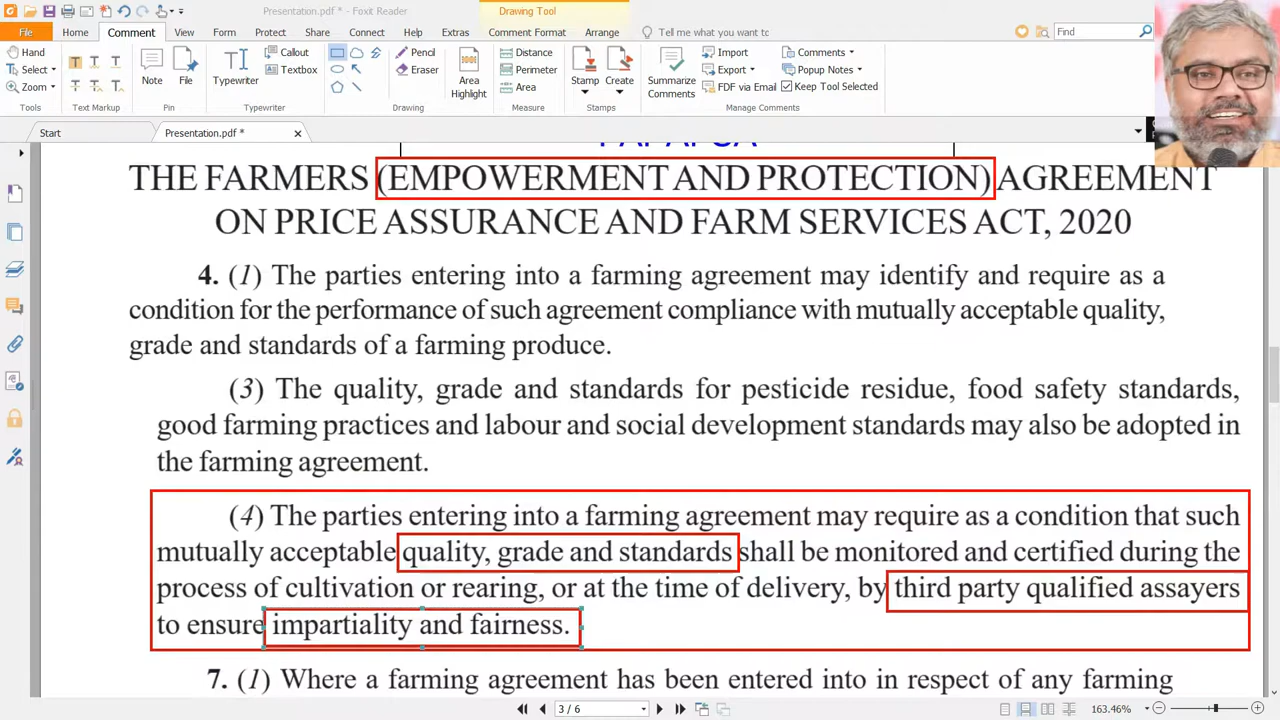 Presentation.pdf * - Foxit Reader
Drawing Tool
File Home Comment View Form Protect Share Connect Help Extras Comment Format Arrange Tell me what you want tc Find
Hand
Select
Zoom
Tools
Text Markup
Note
File
Pin
Typewriter
Callout
Textbox
Typewriter
Pencil
Eraser
Drawing
Area
Highlight
Distance
Perimeter
Area
Measure
Stamp
Create
Stamps
Summarize
Comments
Import
Export
FDF via Email
Comments
Popup Notes
Keep Tool Selected
Manage Comments
Start
Presentation.pdf *
THE FARMERS (EMPOWERMENT AND PROTECTION) AGREEMENT
ON PRICE ASSURANCE AND FARM SERVICES ACT, 2020
4. (1) The parties entering into a farming agreement may identify and require as a
condition for the performance of such agreement compliance with mutually acceptable quality,
grade and standards of a farming produce.
(3) The quality, grade and standards for pesticide residue, food safety standards,
good farming practices and labour and social development standards may also be adopted in
the farming agreement.
(4) The parties entering into a farming agreement may require as a condition that such
mutually acceptable quality, grade and standards shall be monitored and certified during the
process of cultivation or rearing, or at the time of delivery, by third party qualified assayers
to ensure impartiality and fairness.
7. (1) Where a farming agreement has been entered into in respect of any farming
3 / 6
163.46%